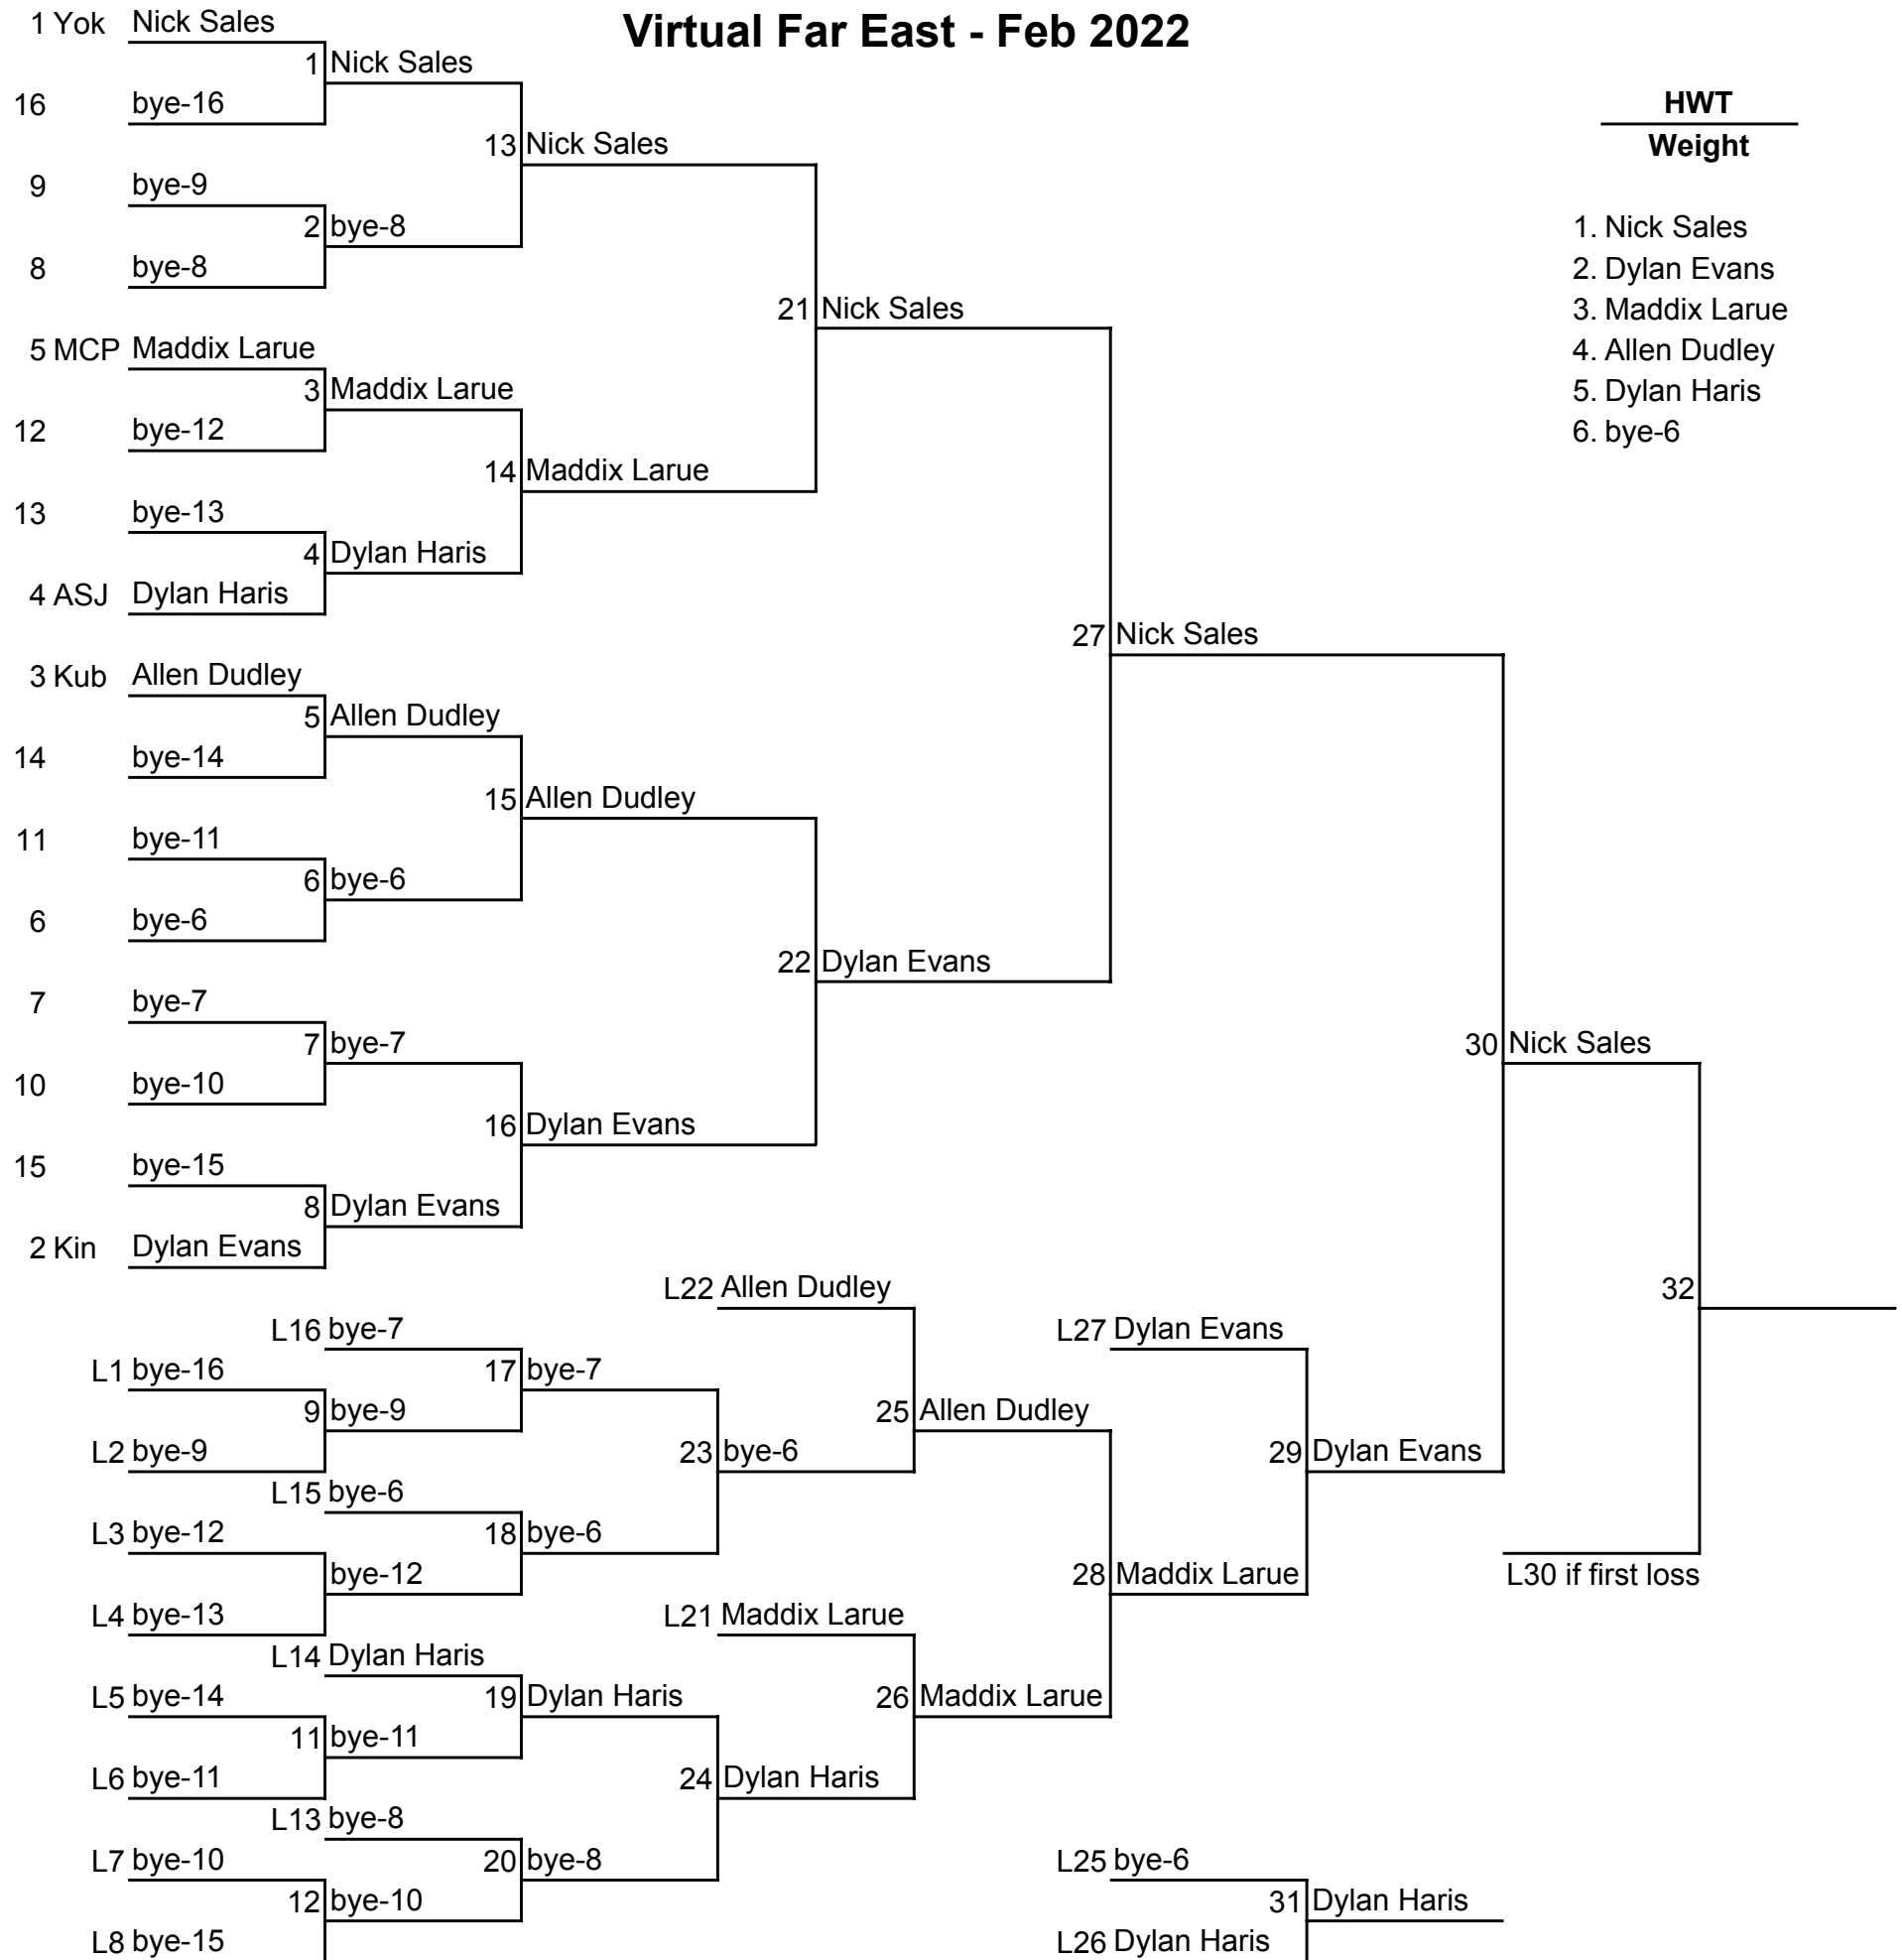 Virtual Far East - Feb 2022
1 Yok Nick Sales
1 Nick Sales
16 bye-16
HWT
13 Nick Sales
Weight
9 bye-9
2 bye-8
1. Nick Sales
8 bye-8
2. Dylan Evans
21 Nick Sales
3. Maddix Larue
5 MCP Maddix Larue
4. Allen Dudley
3 Maddix Larue
5. Dylan Haris
12 bye-12
6. bye-6
14 Maddix Larue
13 bye-13
4 Dylan Haris
4 ASJ Dylan Haris
27 Nick Sales
3 Kub Allen Dudley
5 Allen Dudley
14 bye-14
15 Allen Dudley
11 bye-11
6 bye-6
6 bye-6
22 Dylan Evans
7 bye-7
7 bye-7
30 Nick Sales
10 bye-10
16 Dylan Evans
15 bye-15
8 Dylan Evans
2 Kin Dylan Evans
L22 Allen Dudley
32
L16 bye-7
L27 Dylan Evans
L1 bye-16
17 bye-7
9 bye-9
25 Allen Dudley
L2 bye-9
23 bye-6
29 Dylan Evans
L15 bye-6
L3 bye-12
18 bye-6
bye-12
28 Maddix Larue
L30 if first loss
L4 bye-13
L21 Maddix Larue
L14 Dylan Haris
L5 bye-14
19 Dylan Haris
26 Maddix Larue
11 bye-11
L6 bye-11
24 Dylan Haris
L13 bye-8
L7 bye-10
20 bye-8
L25 bye-6
12 bye-10
31 Dylan Haris
L8 bye-15
L26 Dylan Haris